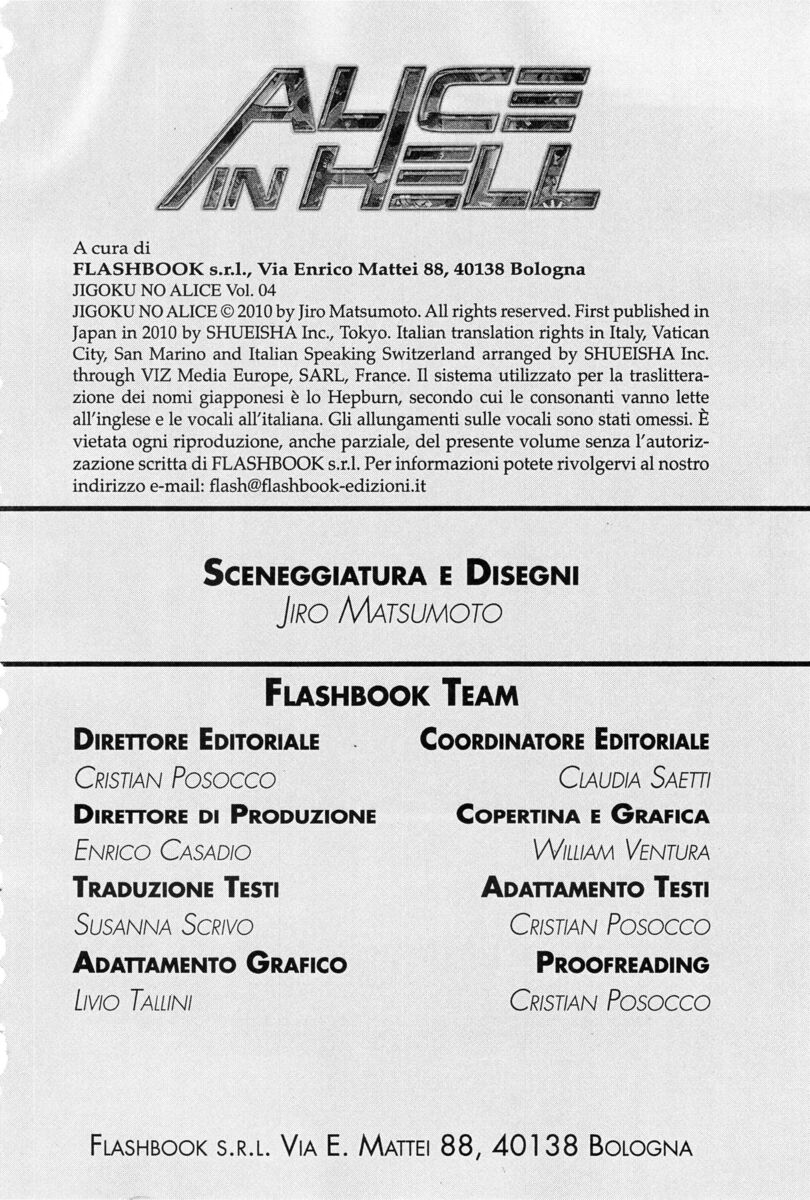 ALICE
IN HELL
A cura di
FLASHBOOK s.r.l., Via Enrico Mattei 88, 40138 Bologna
JIGOKU NO ALICE Vol. 04
JIGOKU NO ALICE © 2010 by Jiro Matsumoto. All rights reserved. First published in
Japan in 2010 by SHUEISHA Inc., Tokyo. Italian translation rights in Italy, Vatican
City, San Marino and Italian Speaking Switzerland arranged by SHUEISHA Inc.
through VIZ Media Europe, SARL, France. Il sistema utilizzato per la traslittera-
zione dei nomi giapponesi è lo Hepburn, secondo cui le consonanti vanno lette
all'inglese e le vocali all'italiana. Gli allungamenti sulle vocali sono stati omessi. È
vietata ogni riproduzione, anche parziale, del presente volume senza l'autoriz-
zazione scritta di FLASHBOOK s.r.l. Per informazioni potete rivolgervi al nostro
indirizzo e-mail: flash@flashbook-edizioni.it
SCENEGGIATURA E DISEGNI
JIRO MATSUMOTO
FLASHBOOK TEAM
DIRETTORE EDITORIALE
CRISTIAN POSOCCO
DIRETTORE DI PRODUZIONE
ENRICO CASADIO
TRADUZIONE TESTI
SUSANNA SCRIVO
ADATTAMENTO GRAFICO
LIVIO TALLINI
COORDINATORE EDITORIALE
CLAUDIA SAETTI
COPERTINA E GRAFICA
WILLIAM VENTURA
ADATTAMENTO TESTI
CRISTIAN POSOCCO
PROOFREADING
CRISTIAN POSOCCO
FLASHBOOK S.R.L. VIA E. MATTEI 88, 40138 BOLOGNA